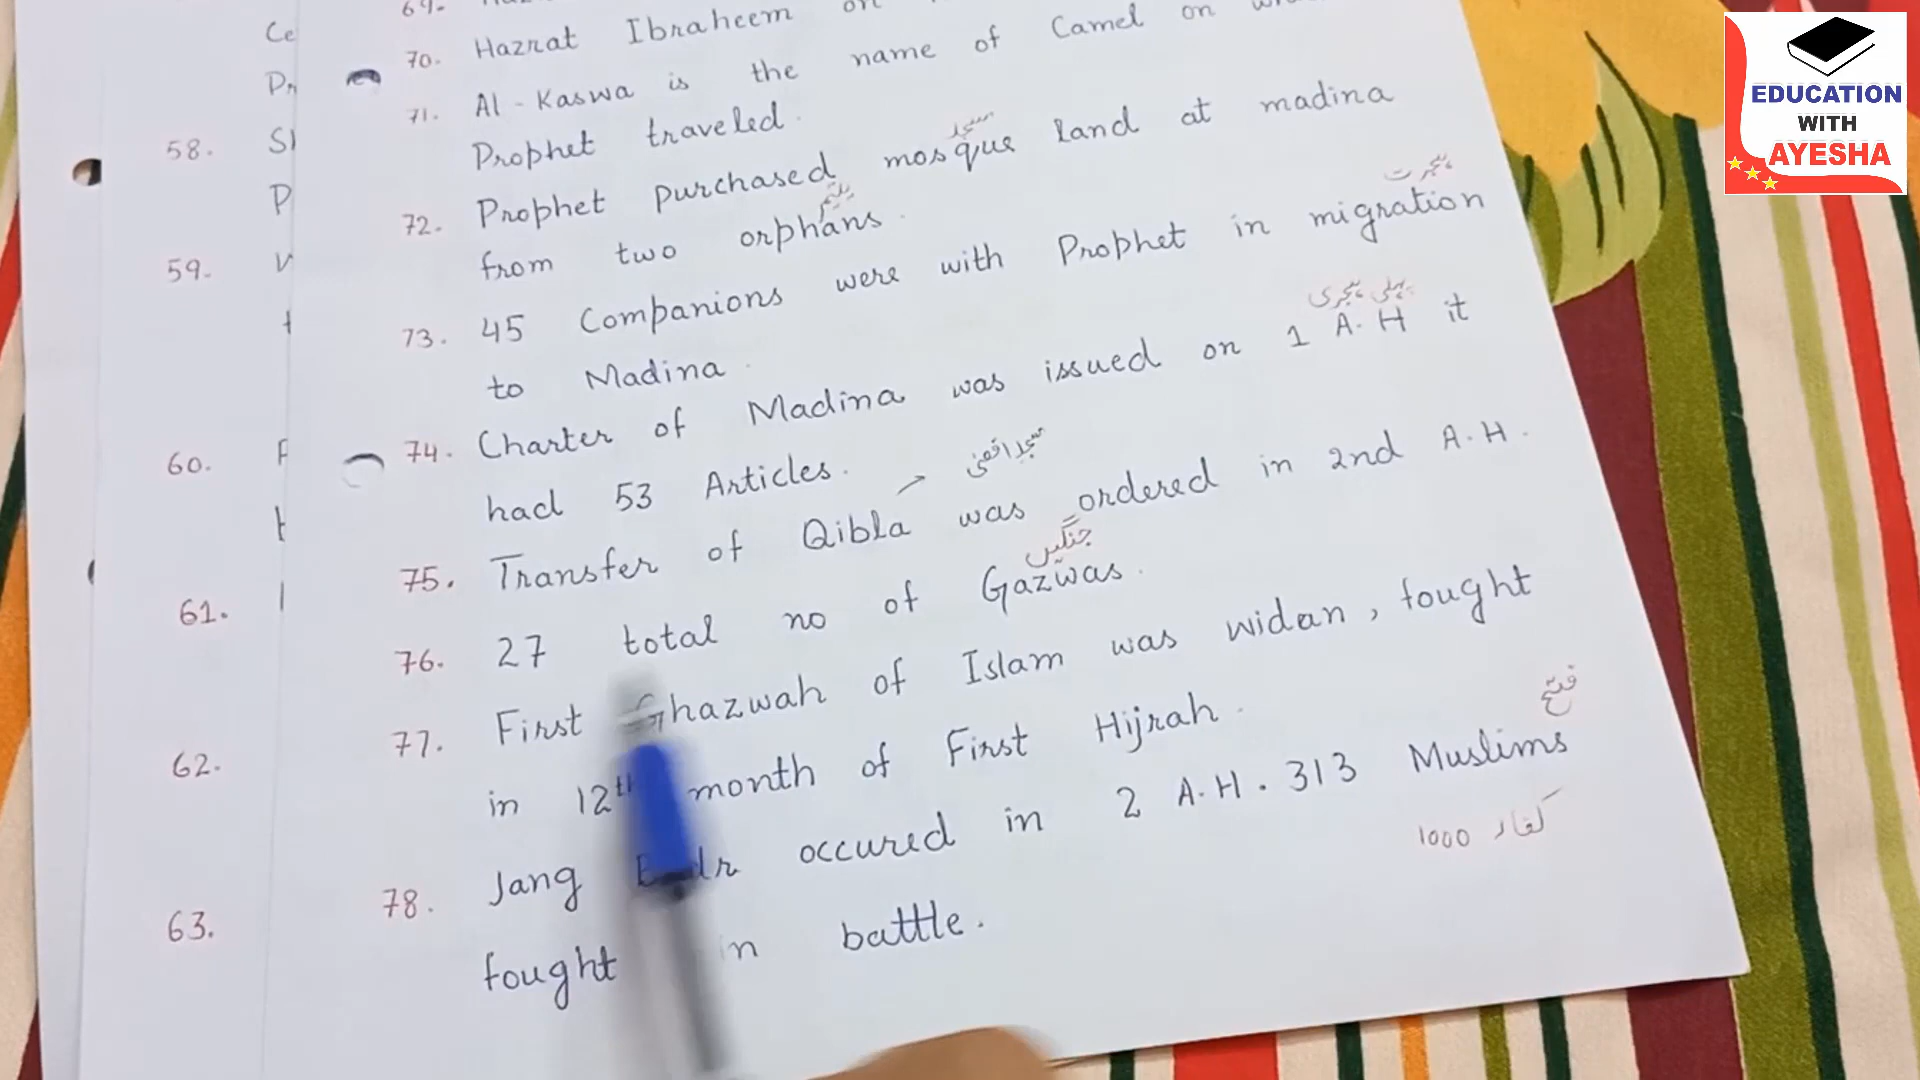 69.
70. Hazrat Ibraheem on
71. Al-Kaswa is the name of Camel on
Prophet traveled.
مسجد
72. Prophet purchased mosque land at madina
یتیم
from two orphans.
ہجرت
73. 45 Companions were with Prophet in migration
to Madina.
پہلی ہجری
74. Charter of Madina was issued on 1 A.H it
had 53 Articles.
مسجد اقصیٰ
75. Transfer of Qibla was ordered in 2nd A.H.
جنگیں
76. 27 total no of Gazwas.
77. First Ghazwah of Islam was widan, fought
in 12th month of First Hijrah.
فتح
78. Jang Badr occured in 2 A.H. 313 Muslims
1000 کفار
fought in battle.
Ce
Pr
58. Sh
P
59. W
t
60.
61.
62.
63.
EDUCATION
WITH
AYESHA